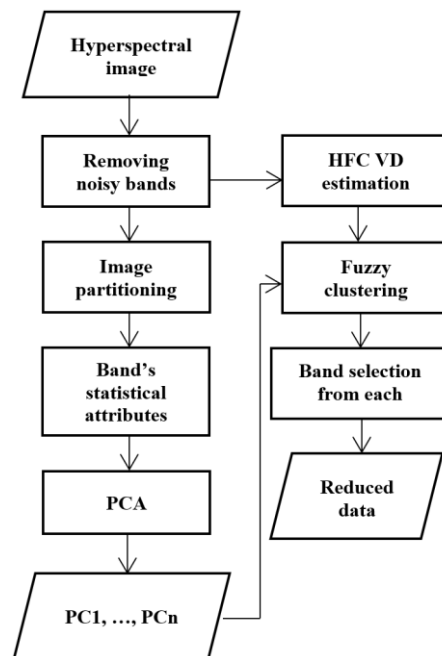 Hyperspectral
image
Removing
noisy bands
Image
partitioning
Band's
statistical
attributes
PCA
PC1, …, PCn
HFC VD
estimation
Fuzzy
clustering
Band selection
from each
Reduced
data